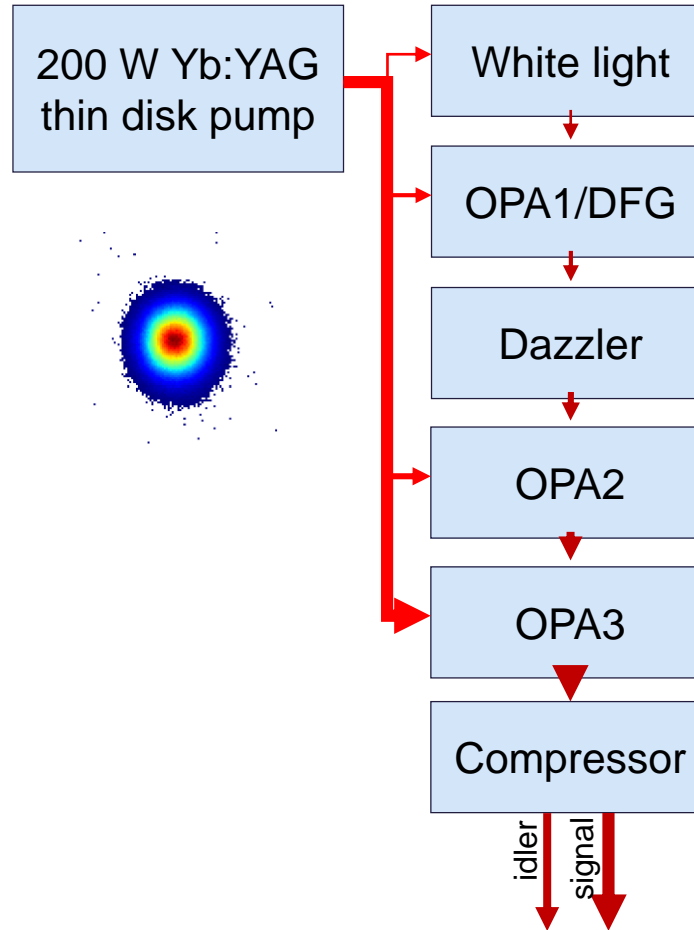 200 W Yb:YAG
thin disk pump
White light
OPA1/DFG
Dazzler
OPA2
OPA3
Compressor
idler
signal